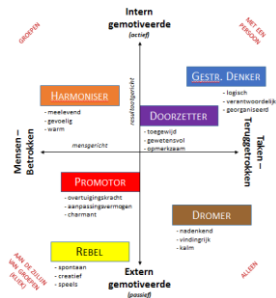 Intern
gemotiveerde
(actief)
GROEPEN
MET EEN
PERSOON
GESTR. DENKER
• logisch
• verantwoordelijk
• georganiseerd
HARMONISER
• meelevend
• gevoelig
• warm
resultaatgericht
DOORZETTER
• toegewijd
• gewetensvol
• opmerkzaam
Mensen –
Betrokken
mensgericht
Taken –
Teruggetrokken
PROMOTOR
• overtuigingskracht
• aanpassingsvermogen
• charmant
DROMER
• nadenkend
• vindingrijk
• kalm
REBEL
• spontaan
• creatief
• speels
AAN DE ZIJLIJN
VAN GROEPEN
(KLIEK)
ALLEEN
Extern
gemotiveerde
(passief)